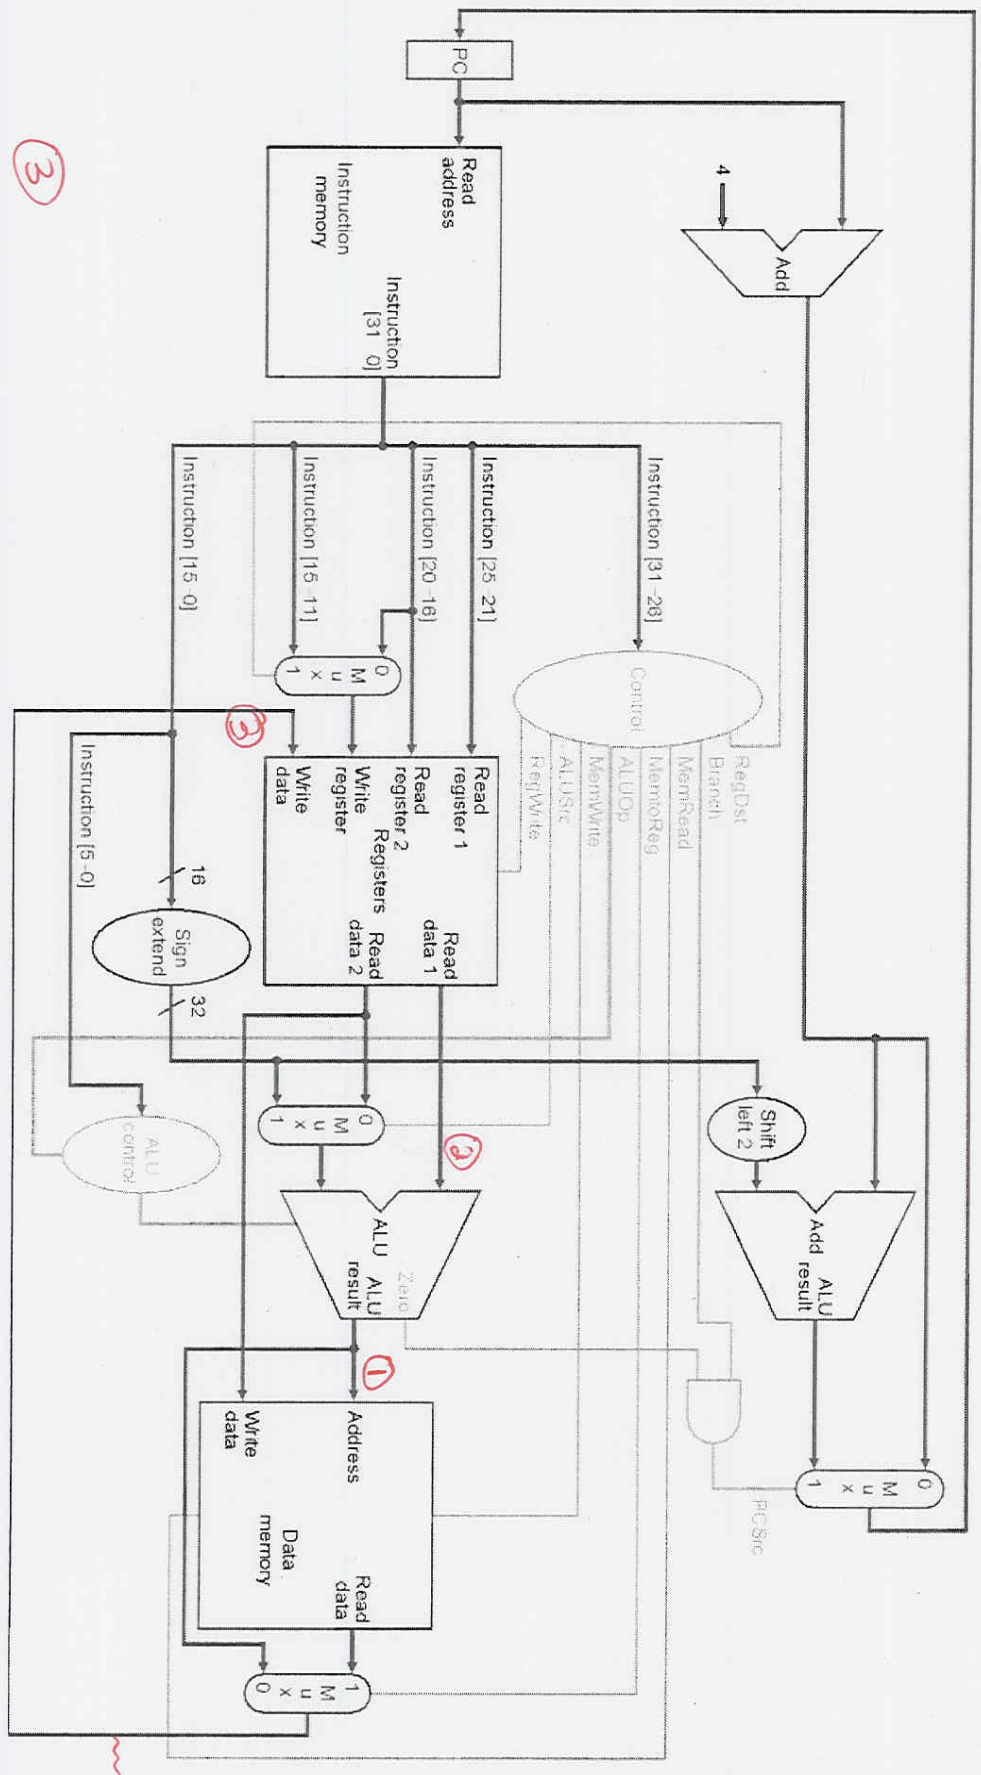 PC
4
Add
Read
address
Instruction
memory
Instruction
[31 0]
Instruction [31-26]
Instruction [25-21]
Instruction [20-16]
Instruction [15-11]
Instruction [15-0]
Instruction [5-0]
Control
RegDst
Branch
MemRead
MemtoReg
ALUOp
MemWrite
ALUSrc
RegWrite
0
M
u
x
1
Read
register 1
Read
register 2
Write
register
Write
data
Registers
Read
data 1
Read
data 2
16
Sign
extend
32
0
M
u
x
1
ALU
control
Shift
left 2
Add
ALU
result
ALU
Zero
ALU
result
PCSrc
0
M
u
x
1
Address
Write
data
Data
memory
Read
data
1
M
u
x
0
1
2
3
3